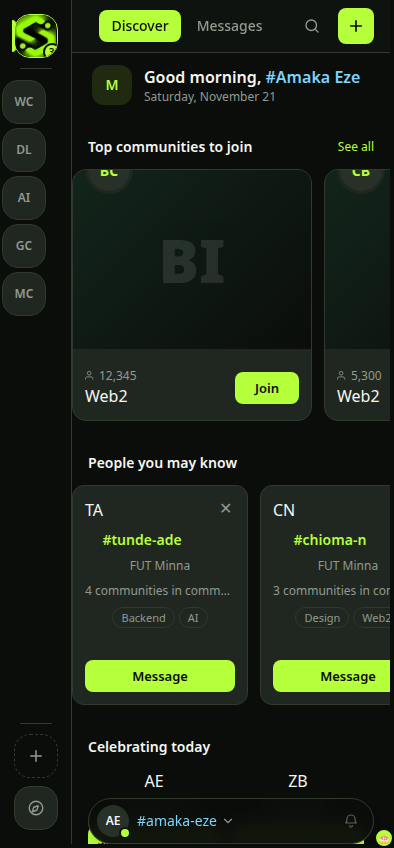 Discover
Messages
WC
DL
AI
GC
MC
M
Good morning, #Amaka Eze
Saturday, November 21
Top communities to join
See all
BC
CB
BI
12,345
Web2
Join
5,300
Web2
People you may know
TA
#tunde-ade
FUT Minna
4 communities in comm...
Backend
AI
Message
CN
#chioma-n
FUT Minna
3 communities in cor
Design
Web2
Message
Celebrating today
AE
ZB
AE
#amaka-eze